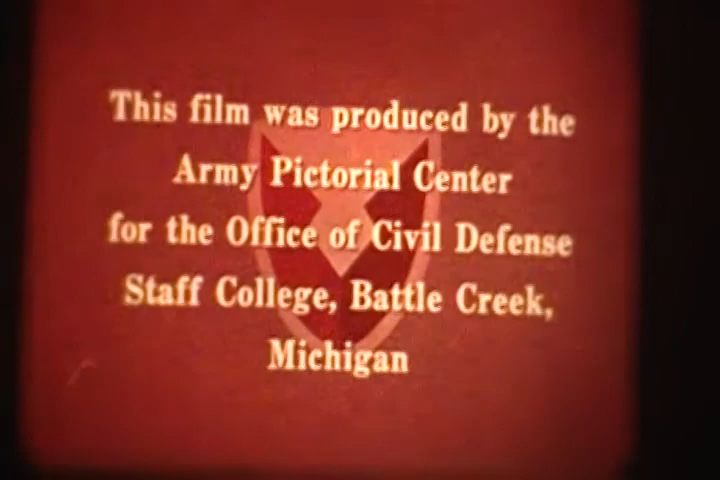 This film was produced by the
Army Pictorial Center
for the Office of Civil Defense
Staff College, Battle Creek,
Michigan